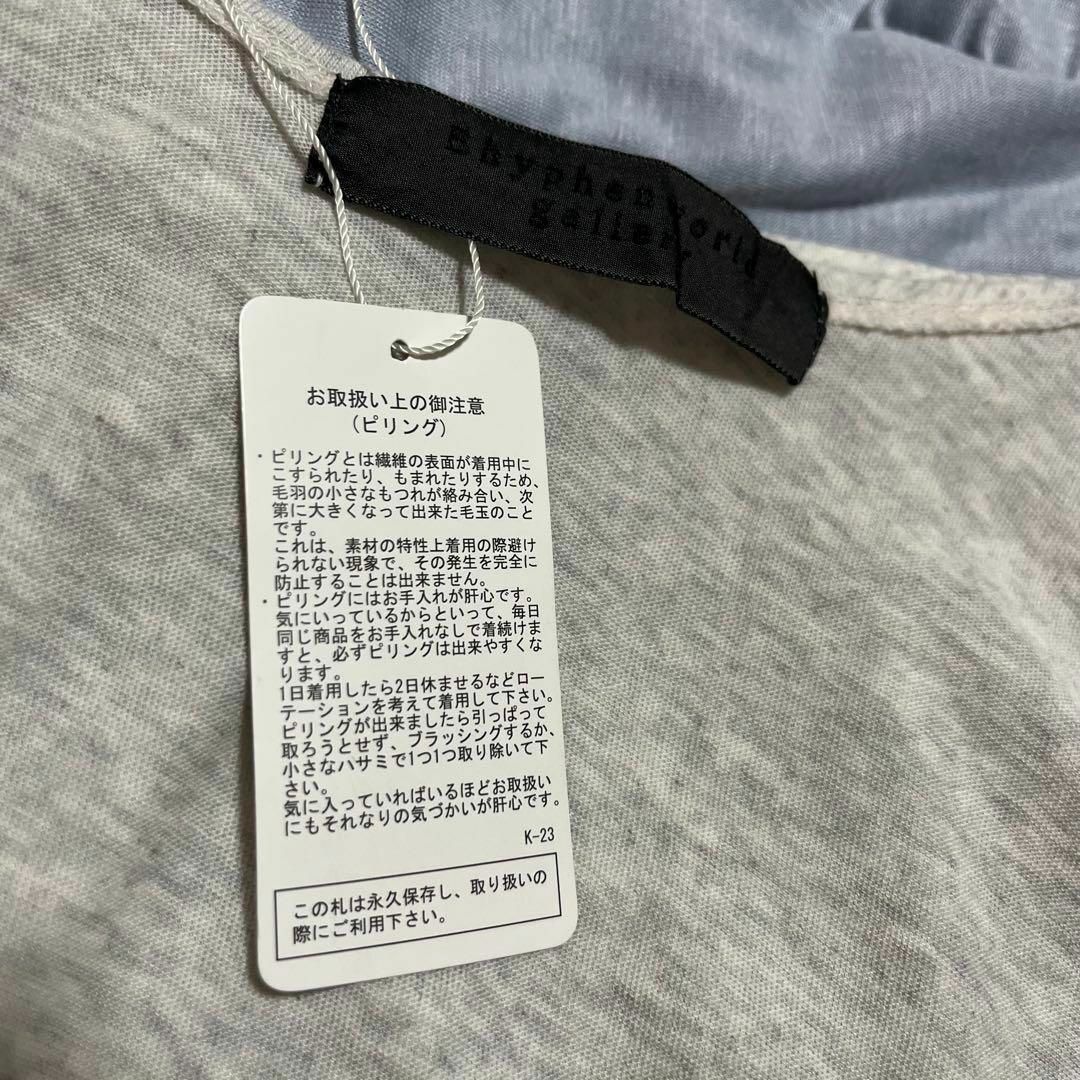 Ehyphen world
gallery
お取扱い上の御注意
(ピリング)
・ピリングとは繊維の表面が着用中に
こすられたり、もまれたりするため、
毛羽の小さなもつれが絡み合い、次
第に大きくなって出来た毛玉のこと
です。
これは、素材の特性上着用の際避け
られない現象で、その発生を完全に
防止することは出来ません。
・ピリングにはお手入れが肝心です。
気にいっているからといって、毎日
同じ商品をお手入れなしで着続けま
すと、必ずピリングは出来やすくな
ります。
1日着用したら2日休ませるなどロー
テーションを考えて着用して下さい。
ピリングが出来ましたら引っぱって
取ろうとせず、ブラッシングするか、
小さなハサミで1つ1つ取り除いて下
さい。
気に入っていればいるほどお取扱い
にもそれなりの気づかいが肝心です。
K-23
この札は永久保存し、取り扱いの
際にご利用下さい。